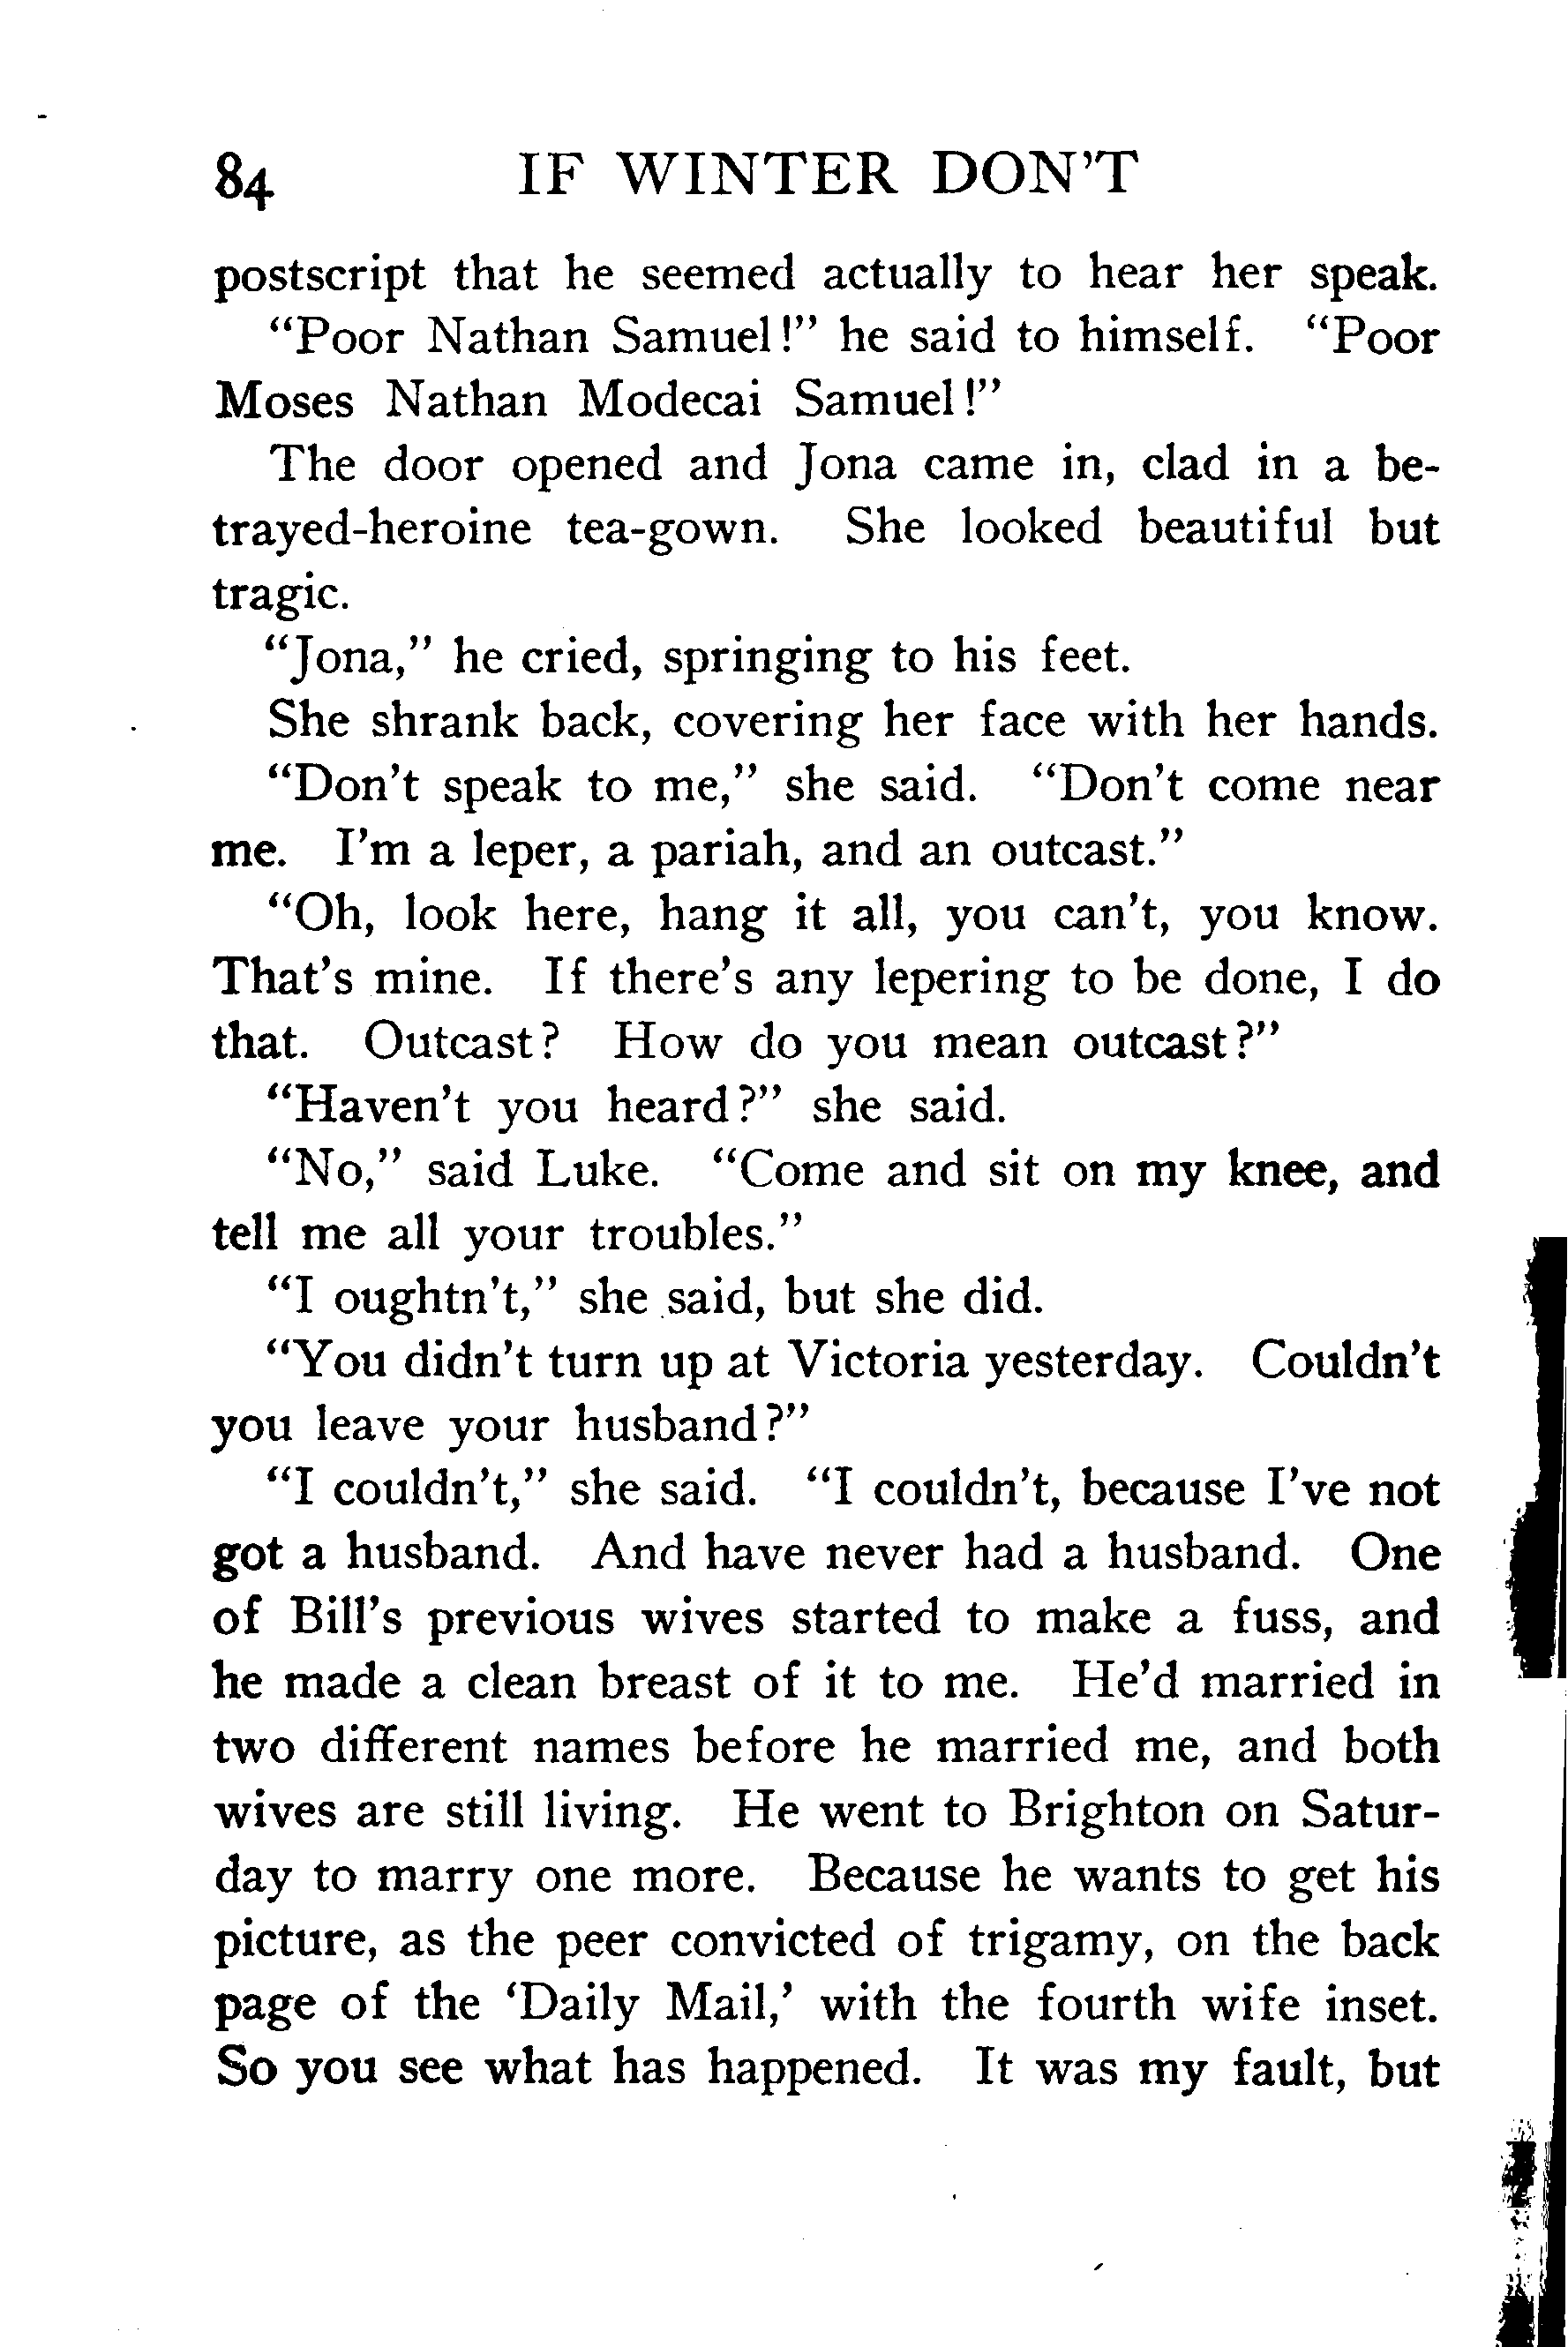 84 IF WINTER DON'T
postscript that he seemed actually to hear her speak.
"Poor Nathan Samuel!" he said to himself. "Poor
Moses Nathan Modecai Samuel!"
The door opened and Jona came in, clad in a be-
trayed-heroine tea-gown. She looked beautiful but
tragic.
"Jona," he cried, springing to his feet.
She shrank back, covering her face with her hands.
"Don't speak to me," she said. "Don't come near
me. I'm a leper, a pariah, and an outcast."
"Oh, look here, hang it all, you can't, you know.
That's mine. If there's any lepering to be done, I do
that. Outcast? How do you mean outcast?"
"Haven't you heard?" she said.
"No," said Luke. "Come and sit on my knee, and
tell me all your troubles."
"I oughtn't," she said, but she did.
"You didn't turn up at Victoria yesterday. Couldn't
you leave your husband?"
"I couldn't," she said. "I couldn't, because I've not
got a husband. And have never had a husband. One
of Bill's previous wives started to make a fuss, and
he made a clean breast of it to me. He'd married in
two different names before he married me, and both
wives are still living. He went to Brighton on Satur-
day to marry one more. Because he wants to get his
picture, as the peer convicted of trigamy, on the back
page of the 'Daily Mail,' with the fourth wife inset.
So you see what has happened. It was my fault, but